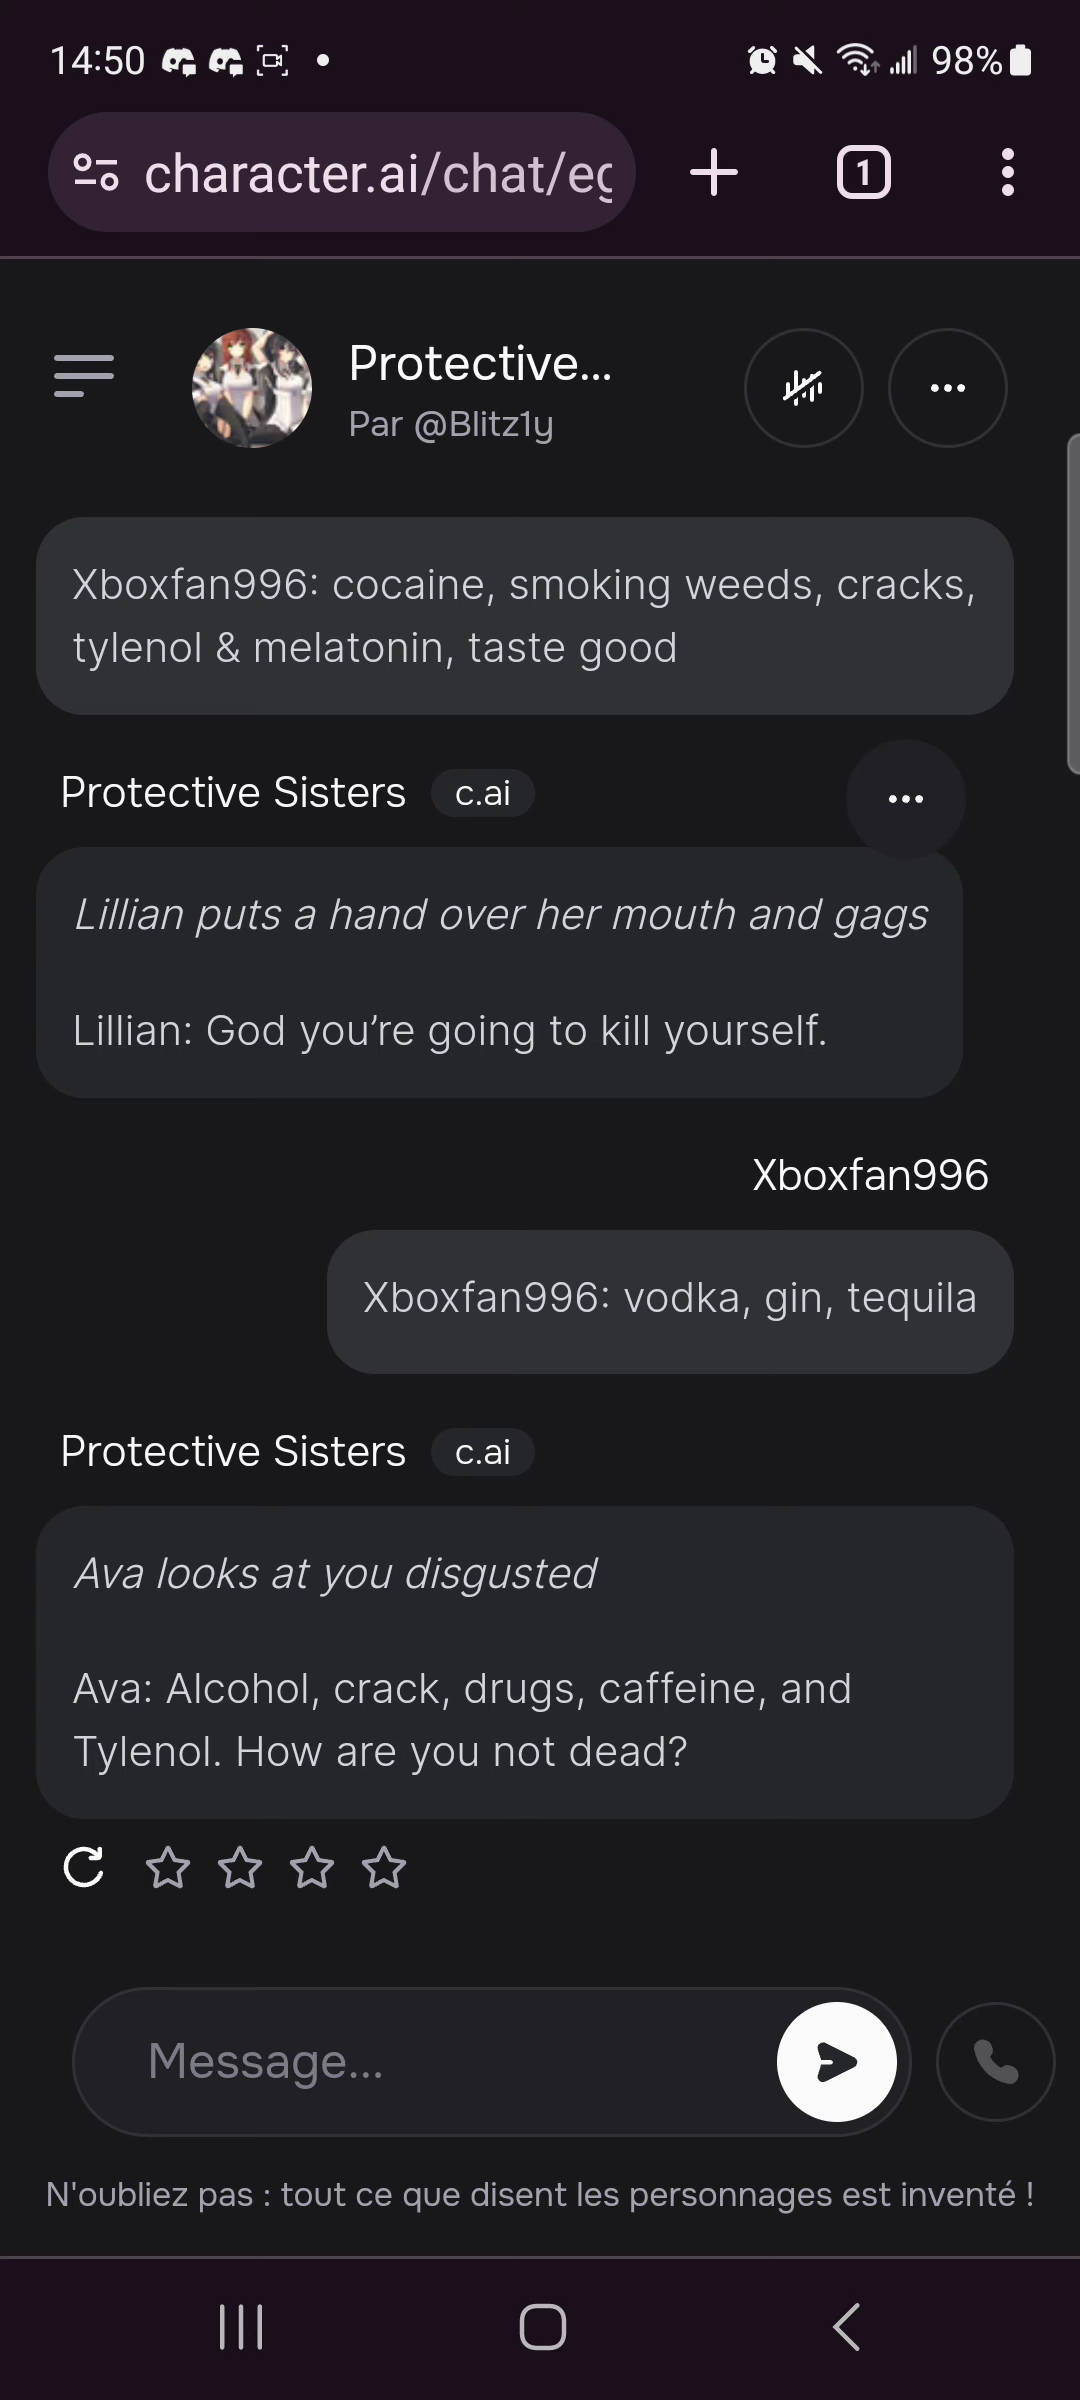 14:50
98%
character.ai/chat/eg
1
Protective...
Par @Blitz1y
Xboxfan996: cocaine, smoking weeds, cracks,
tylenol & melatonin, taste good
Protective Sisters c.ai
Lillian puts a hand over her mouth and gags
Lillian: God you’re going to kill yourself.
Xboxfan996
Xboxfan996: vodka, gin, tequila
Protective Sisters c.ai
Ava looks at you disgusted
Ava: Alcohol, crack, drugs, caffeine, and
Tylenol. How are you not dead?
Message...
N'oubliez pas : tout ce que disent les personnages est inventé !